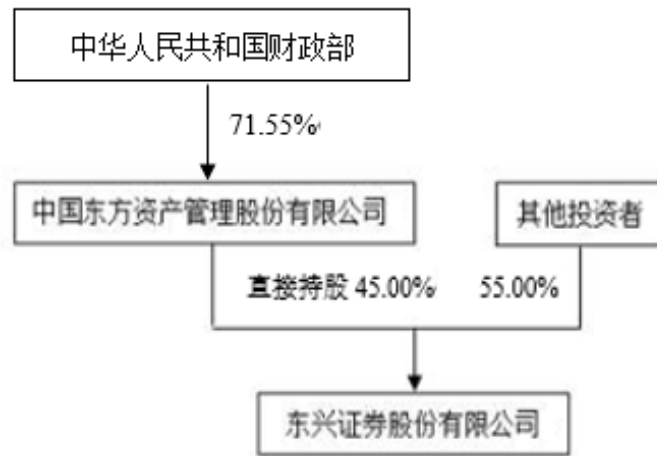 中华人民共和国财政部
71.55%
中国东方资产管理股份有限公司
其他投资者
直接持股 45.00%
55.00%
东兴证券股份有限公司